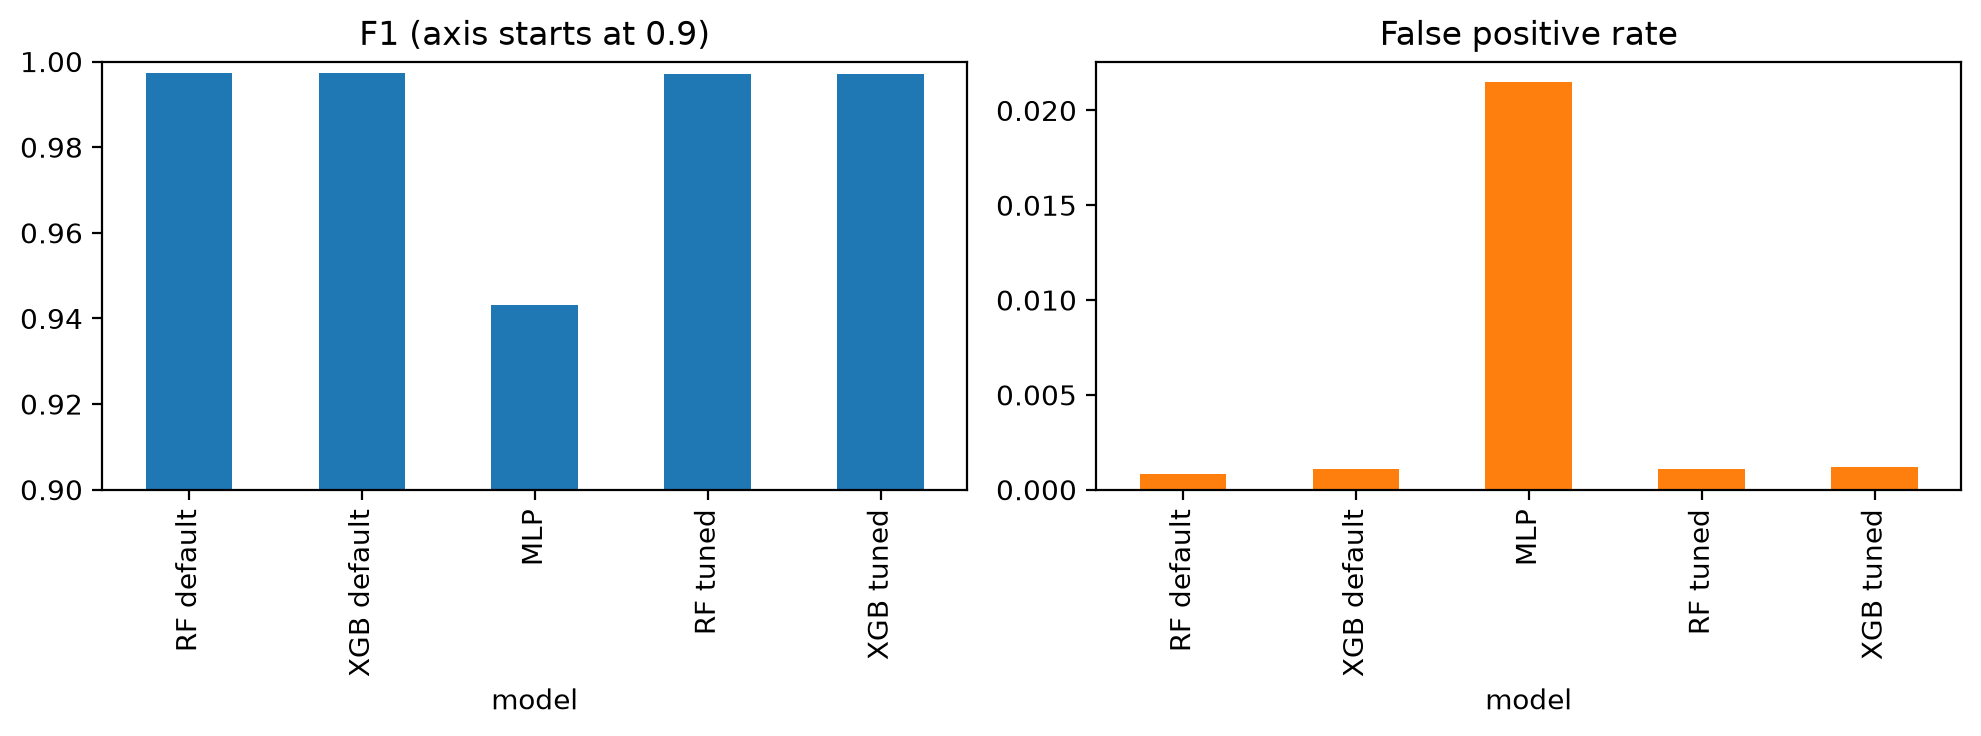 F1 (axis starts at 0.9)
1.00
0.98
0.96
0.94
0.92
0.90
RF default
XGB default
MLP
RF tuned
XGB tuned
model
False positive rate
0.020
0.015
0.010
0.005
0.000
RF default
XGB default
MLP
RF tuned
XGB tuned
model